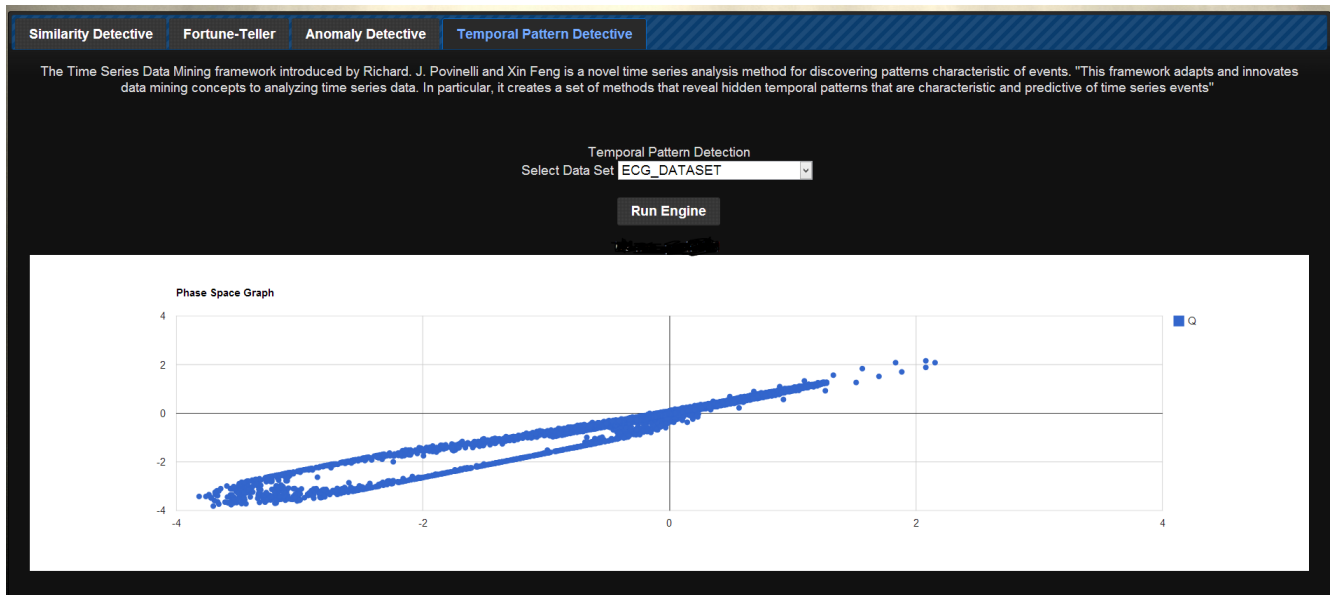 Similarity Detective Fortune-Teller Anomaly Detective Temporal Pattern Detective
The Time Series Data Mining framework introduced by Richard. J. Povinelli and Xin Feng is a novel time series analysis method for discovering patterns characteristic of events. "This framework adapts and innovates
data mining concepts to analyzing time series data. In particular, it creates a set of methods that reveal hidden temporal patterns that are characteristic and predictive of time series events"
Temporal Pattern Detection
Select Data Set ECG_DATASET
Run Engine
Phase Space Graph
4
Q
2
0
-2
-4
-4 -2 0 2 4